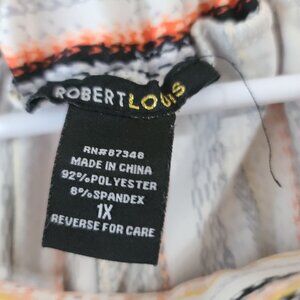 ROBERTLOUIS
RN#87348
MADE IN CHINA
92%POLYESTER
8%SPANDEX
1X
REVERSE FOR CARE